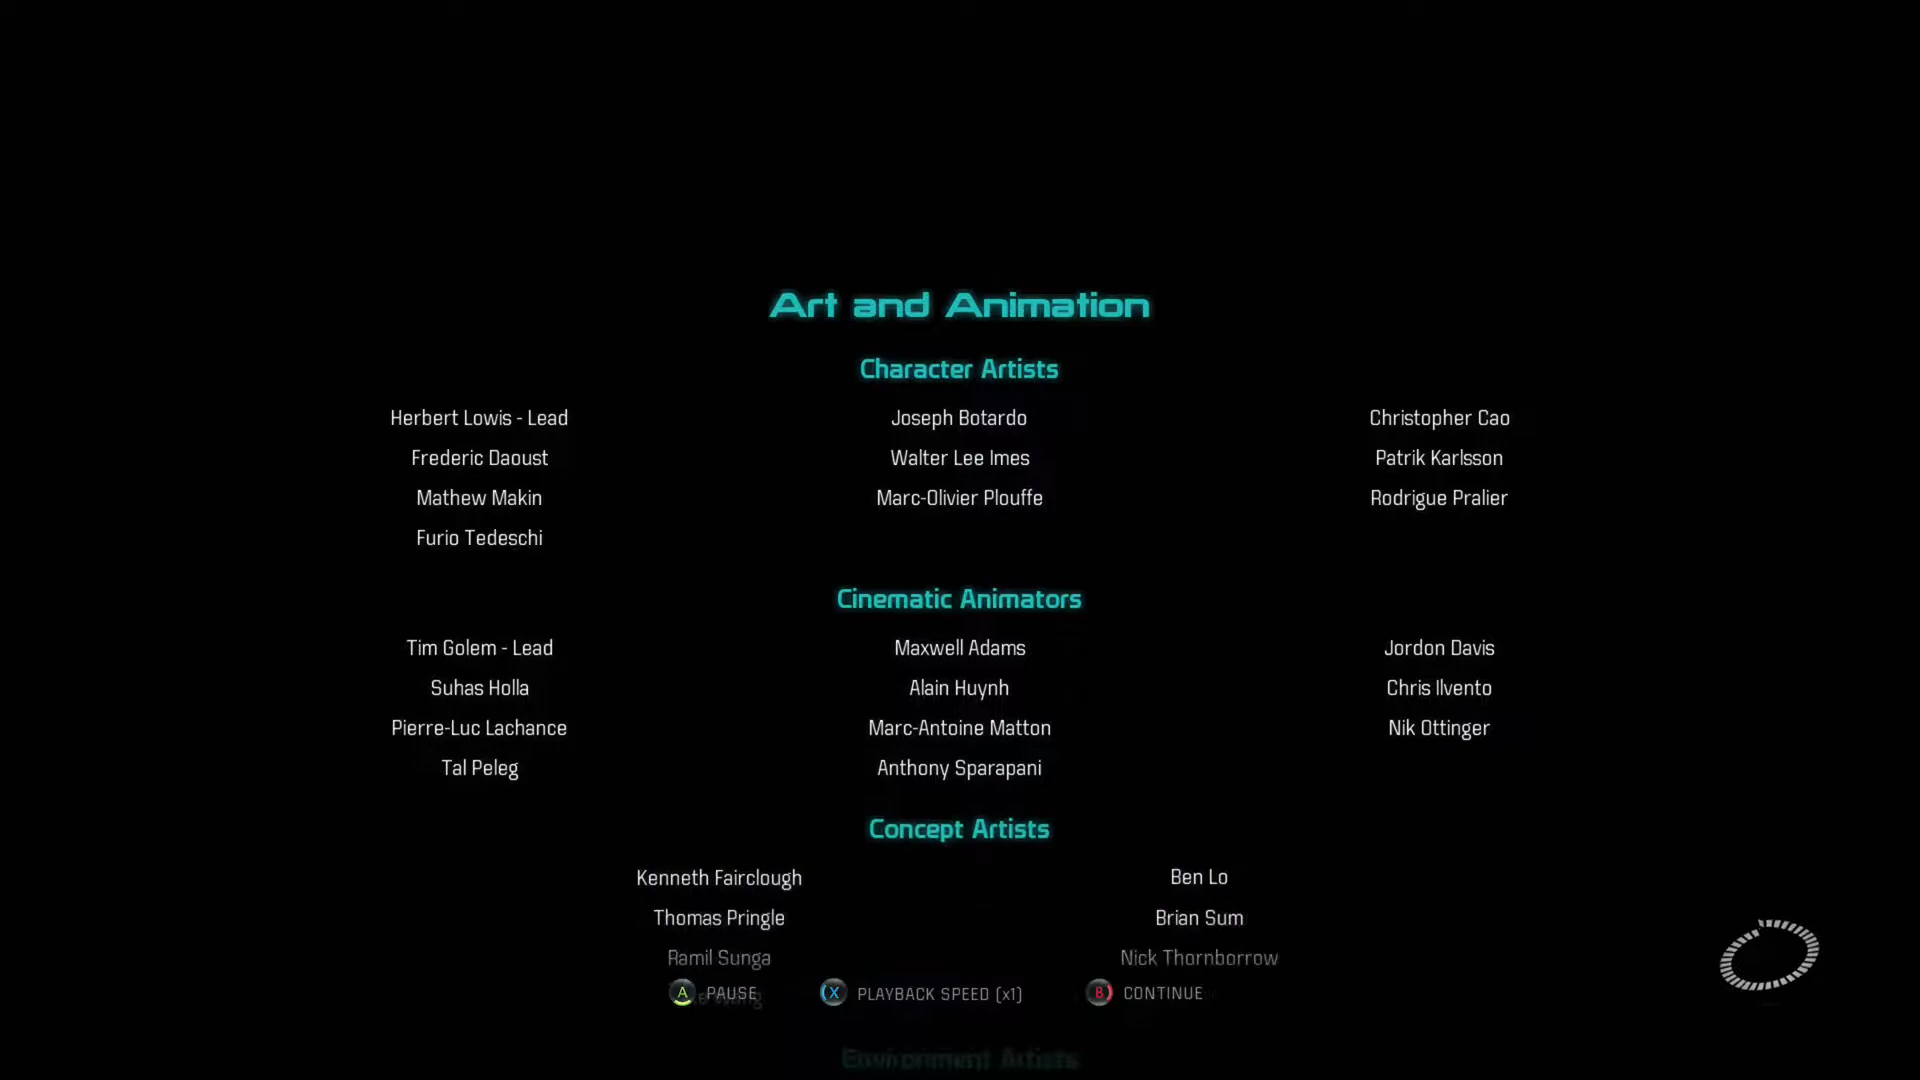 Art and Animation
Character Artists
Herbert Lowis - Lead Joseph Botardo Christopher Cao
Frederic Daoust Walter Lee Imes Patrik Karlsson
Mathew Makin Marc-Olivier Plouffe Rodrigue Pralier
Furio Tedeschi
Cinematic Animators
Tim Golem - Lead Maxwell Adams Jordon Davis
Suhas Holla Alain Huynh Chris Ilvento
Pierre-Luc Lachance Marc-Antoine Matton Nik Ottinger
Tal Peleg Anthony Sparapani
Concept Artists
Kenneth Fairclough Ben Lo
Thomas Pringle Brian Sum
Ramil Sunga Nick Thornborrow
A PAUSE X PLAYBACK SPEED (x1) B CONTINUE
Environment Artists